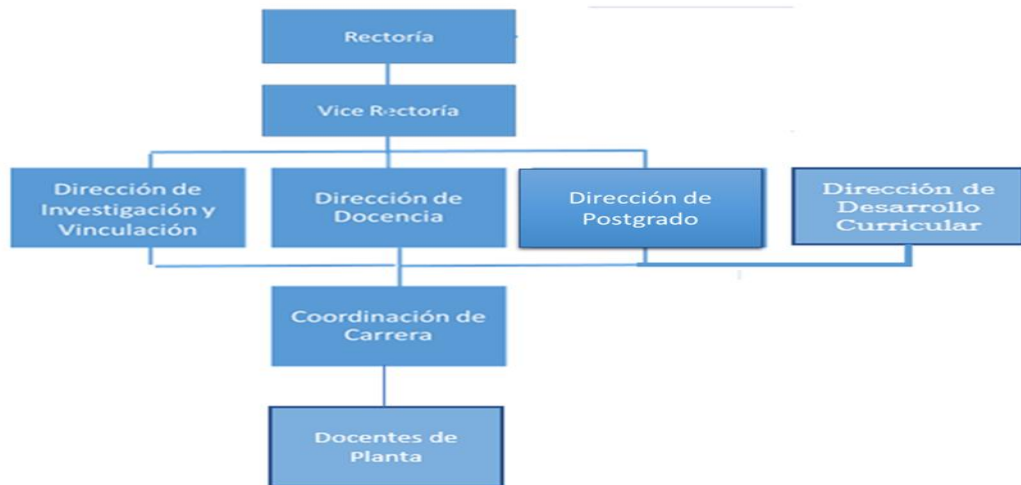 Rectoría
Vice Rectoría
Dirección de
Investigación y
Vinculación
Dirección de
Docencia
Dirección de
Postgrado
Dirección de
Desarrollo
Curricular
Coordinación de
Carrera
Docentes de
Planta